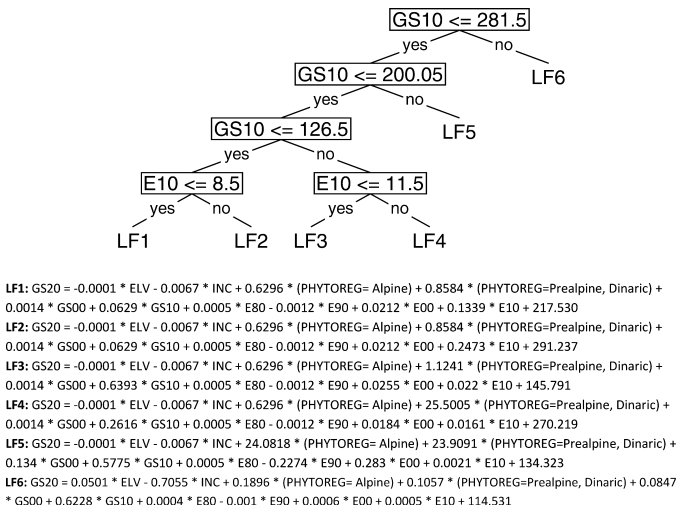 GS10 <= 281.5
yes no
GS10 <= 200.05
LF6
yes no
GS10 <= 126.5
LF5
yes no
E10 <= 8.5 E10 <= 11.5
yes no yes no
LF1 LF2 LF3 LF4
LF1: GS20 = -0.0001 * ELV - 0.0067 * INC + 0.6296 * (PHYTOREG= Alpine) + 0.8584 * (PHYTOREG=Prealpine, Dinaric) +
0.0014 * GS00 + 0.0629 * GS10 + 0.0005 * E80 - 0.0012 * E90 + 0.0212 * E00 + 0.1339 * E10 + 217.530
LF2: GS20 = -0.0001 * ELV - 0.0067 * INC + 0.6296 * (PHYTOREG= Alpine) + 0.8584 * (PHYTOREG=Prealpine, Dinaric) +
0.0014 * GS00 + 0.0629 * GS10 + 0.0005 * E80 - 0.0012 * E90 + 0.0212 * E00 + 0.2473 * E10 + 291.237
LF3: GS20 = -0.0001 * ELV - 0.0067 * INC + 0.6296 * (PHYTOREG= Alpine) + 1.1241 * (PHYTOREG=Prealpine, Dinaric) +
0.0014 * GS00 + 0.6393 * GS10 + 0.0005 * E80 - 0.0012 * E90 + 0.0255 * E00 + 0.022 * E10 + 145.791
LF4: GS20 = -0.0001 * ELV - 0.0067 * INC + 0.6296 * (PHYTOREG= Alpine) + 25.5005 * (PHYTOREG=Prealpine, Dinaric) +
0.0014 * GS00 + 0.2616 * GS10 + 0.0005 * E80 - 0.0012 * E90 + 0.0184 * E00 + 0.0161 * E10 + 270.219
LF5: GS20 = -0.0001 * ELV - 0.0067 * INC + 24.0818 * (PHYTOREG= Alpine) + 23.9091 * (PHYTOREG=Prealpine, Dinaric) +
0.134 * GS00 + 0.5775 * GS10 + 0.0005 * E80 - 0.2274 * E90 + 0.283 * E00 + 0.0021 * E10 + 134.323
LF6: GS20 = 0.0501 * ELV - 0.7055 * INC + 0.1896 * (PHYTOREG= Alpine) + 0.1057 * (PHYTOREG=Prealpine, Dinaric) + 0.0847
* GS00 + 0.6228 * GS10 + 0.0004 * E80 - 0.001 * E90 + 0.0006 * E00 + 0.0005 * E10 + 114.531